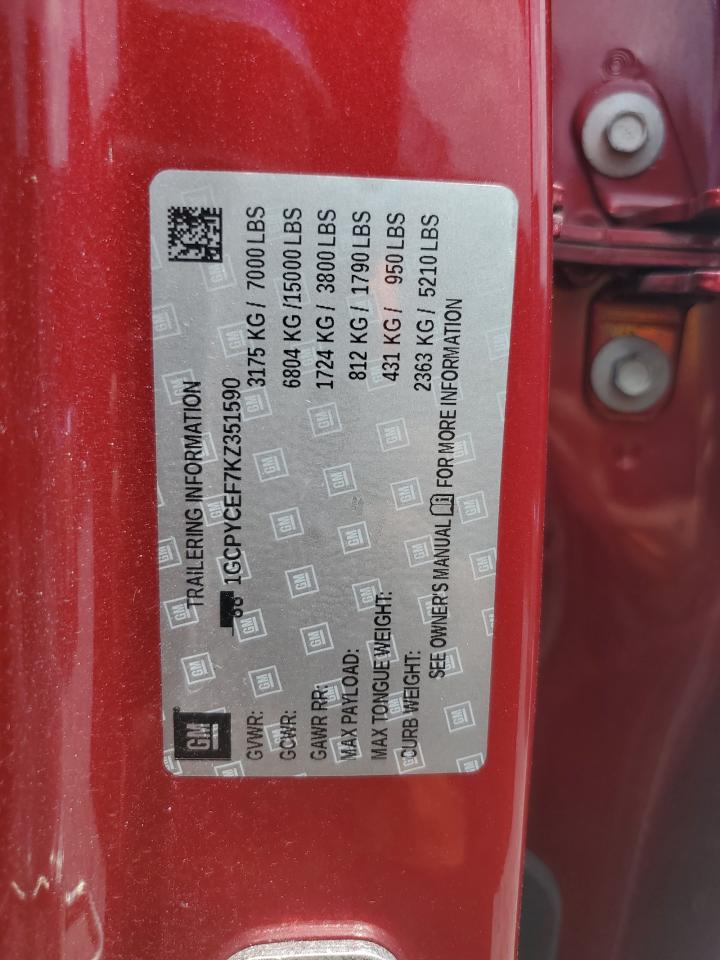 GM
TRAILERING INFORMATION
1GCPYCEF7KZ351590
GVWR: 3175 KG / 7000 LBS
GCWR: 6804 KG /15000 LBS
GAWR RR: 1724 KG / 3800 LBS
MAX PAYLOAD: 812 KG / 1790 LBS
MAX TONGUE WEIGHT: 431 KG / 950 LBS
CURB WEIGHT: 2363 KG / 5210 LBS
SEE OWNER'S MANUAL FOR MORE INFORMATION